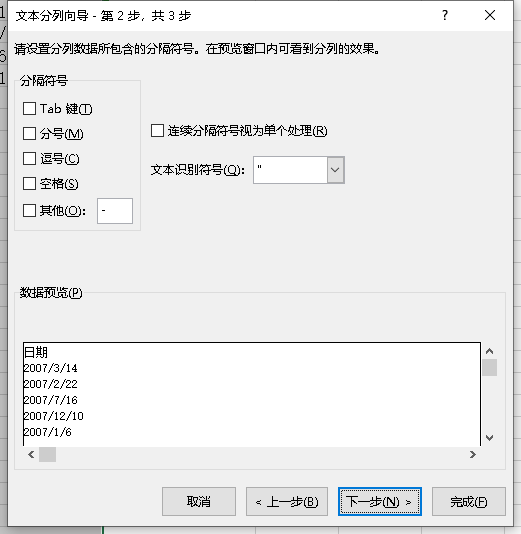 文本分列向导 - 第 2 步，共 3 步
请设置分列数据所包含的分隔符号。在预览窗口内可看到分列的效果。
分隔符号
Tab 键(T)
分号(M)
逗号(C)
空格(S)
其他(O)： -
连续分隔符号视为单个处理(R)
文本识别符号(Q)： "
数据预览(P)
日期
2007/3/14
2007/2/22
2007/7/16
2007/12/10
2007/1/6
取消
< 上一步(B)
下一步(N) >
完成(F)